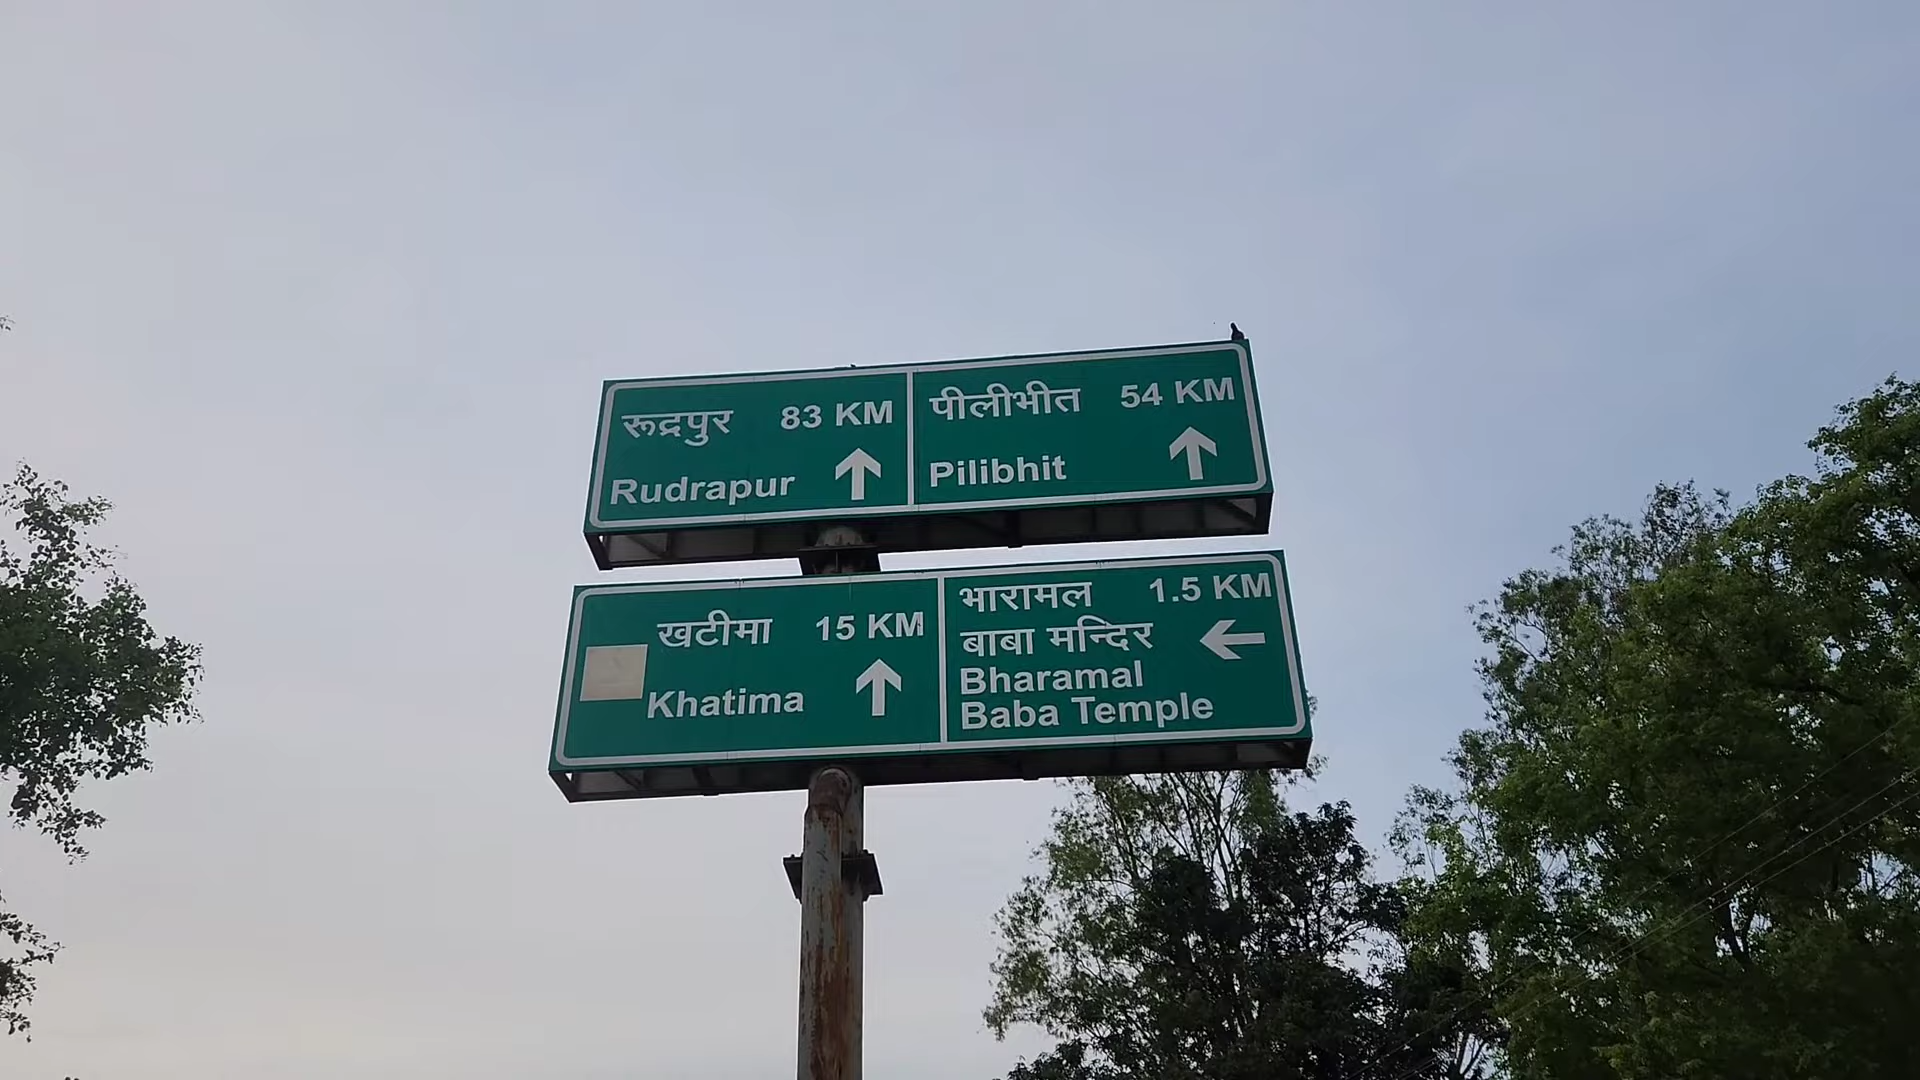 रूद्रपुर 83 KM
Rudrapur
पीलीभीत 54 KM
Pilibhit
खटीमा 15 KM
Khatima
भारामल 1.5 KM
बाबा मन्दिर
Bharamal
Baba Temple